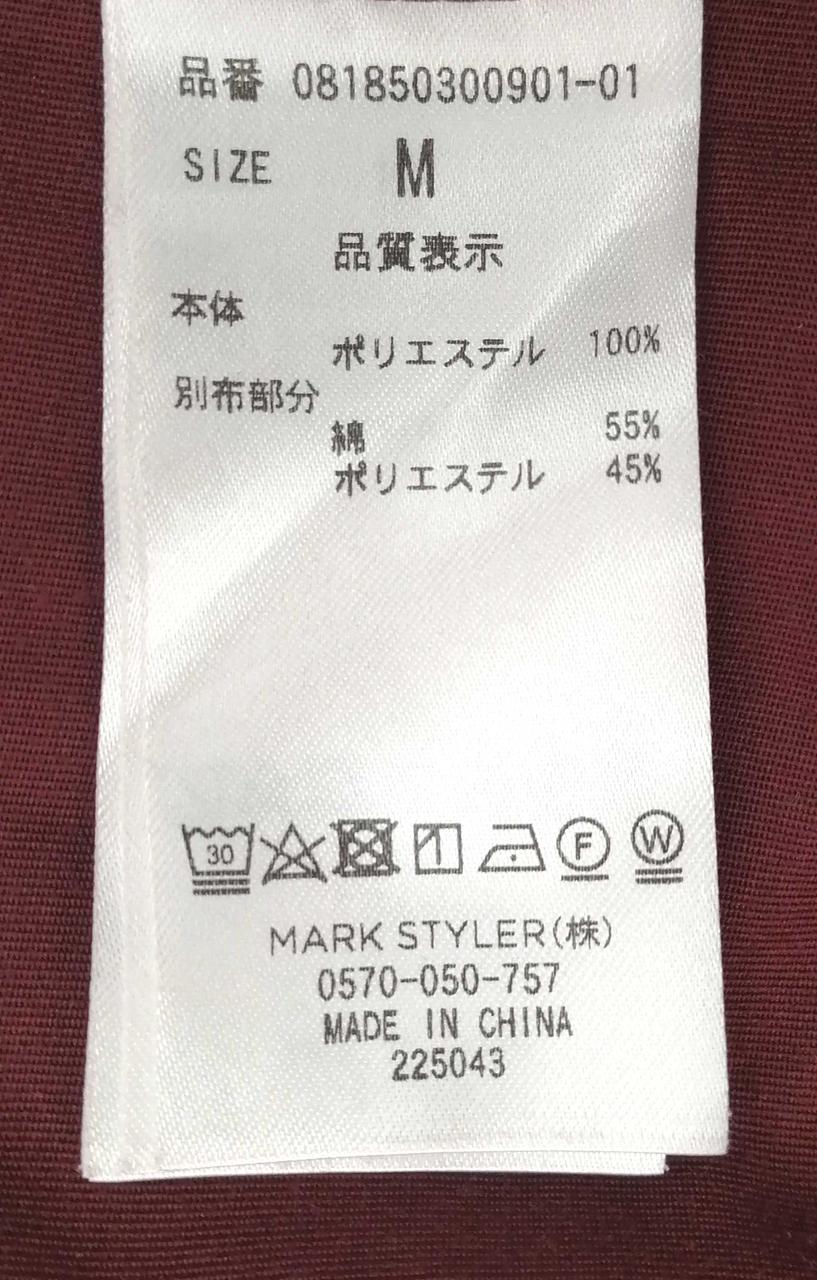 品番 081850300901-01
SIZE M
品質表示
本体
ポリエステル 100%
別布部分
綿 55%
ポリエステル 45%
30 F W
MARK STYLER(株)
0570-050-757
MADE IN CHINA
225043